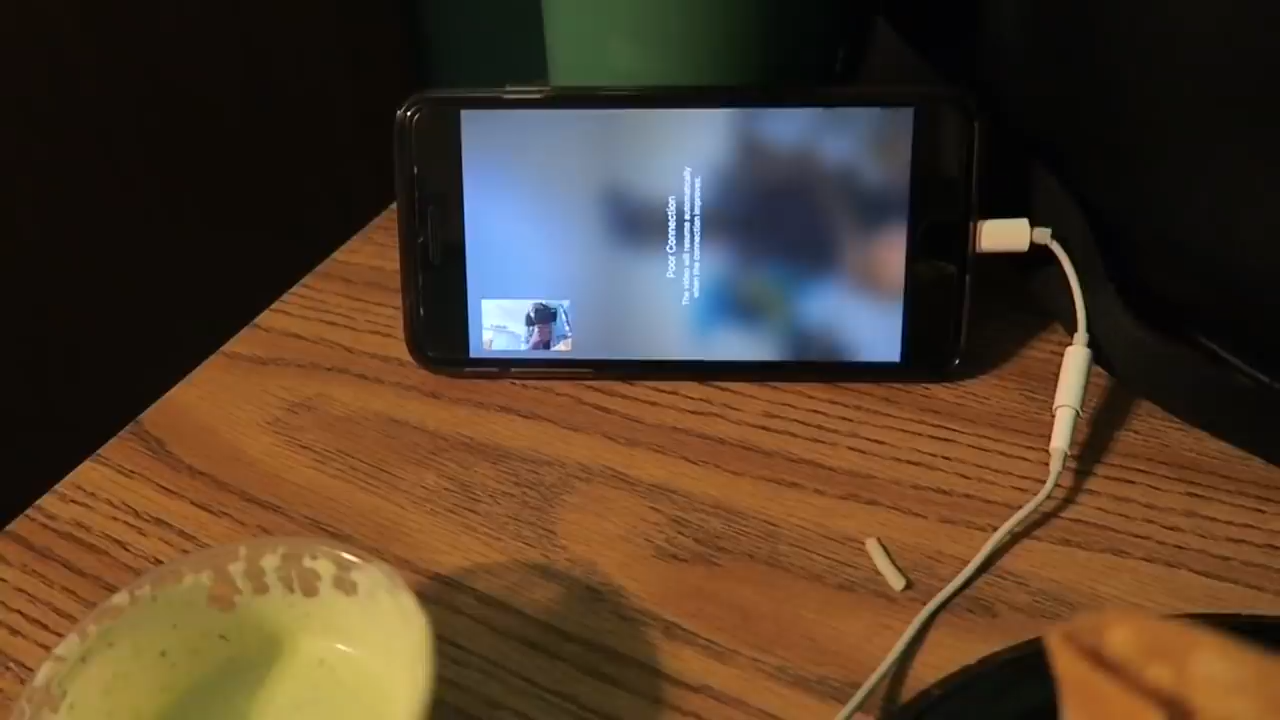 Poor Connection
The video will resume automatically
when the connection improves.